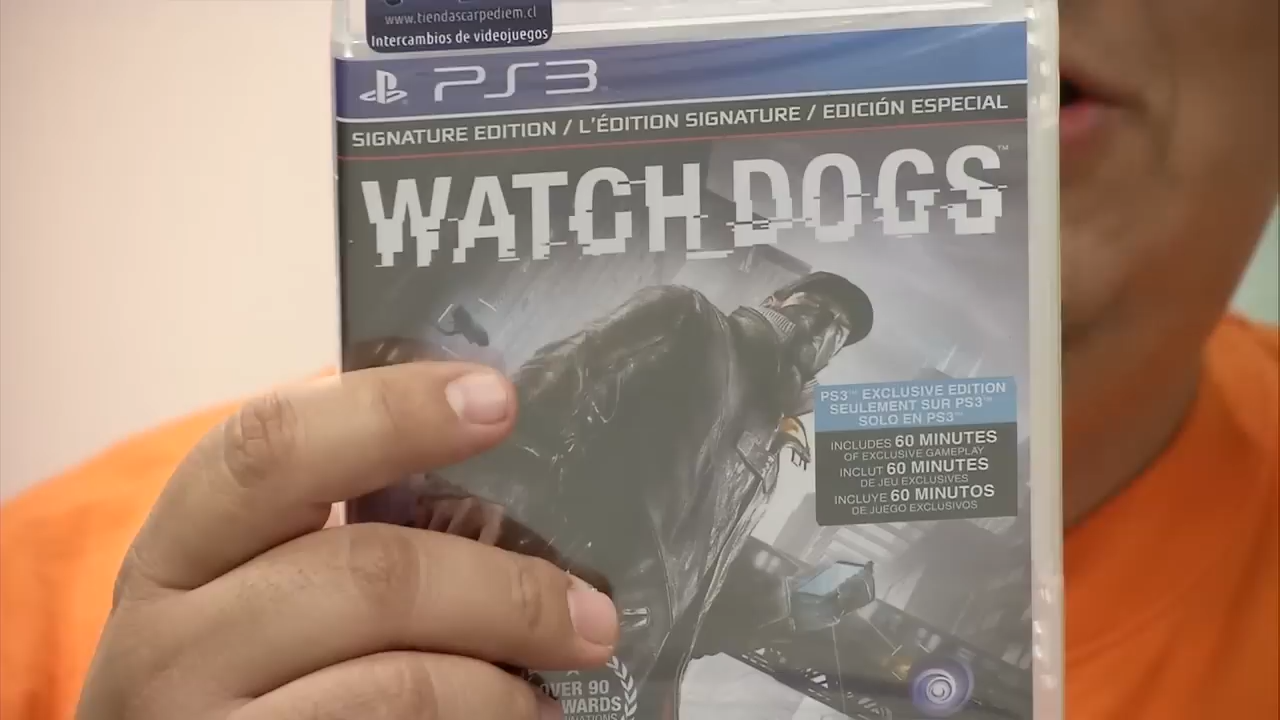 www.tiendascarpediem.cl
Intercambios de videojuegos
PS3
SIGNATURE EDITION / L'ÉDITION SIGNATURE / EDICIÓN ESPECIAL
WATCH DOGS™
PS3™ EXCLUSIVE EDITION
SEULEMENT SUR PS3™
SOLO EN PS3™
INCLUDES 60 MINUTES
OF EXCLUSIVE GAMEPLAY
INCLUT 60 MINUTES
DE JEU EXCLUSIVES
INCLUYE 60 MINUTOS
DE JUEGO EXCLUSIVOS
OVER 90